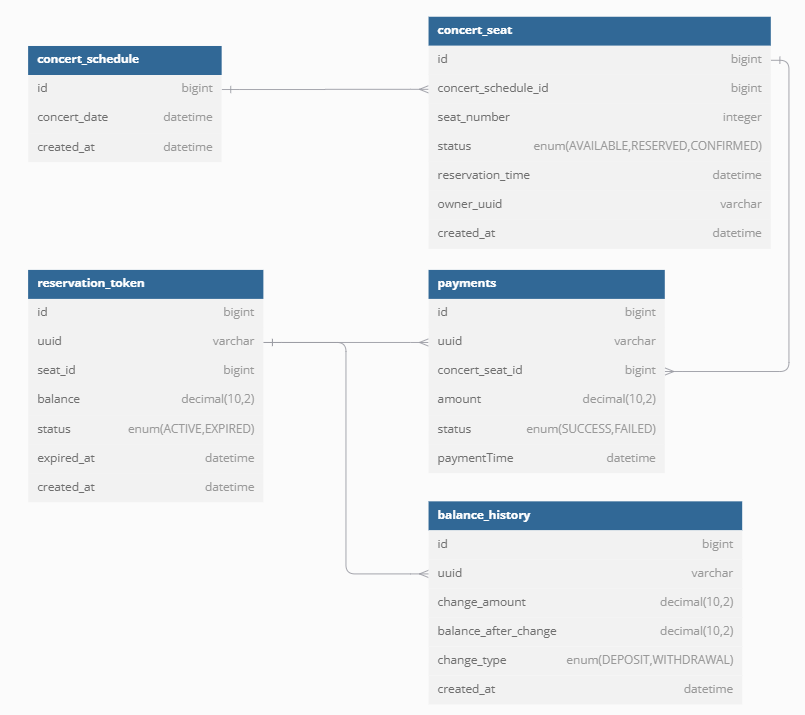 concert_schedule
id bigint
concert_date datetime
created_at datetime
concert_seat
id bigint
concert_schedule_id bigint
seat_number integer
status enum(AVAILABLE,RESERVED,CONFIRMED)
reservation_time datetime
owner_uuid varchar
created_at datetime
reservation_token
id bigint
uuid varchar
seat_id bigint
balance decimal(10,2)
status enum(ACTIVE,EXPIRED)
expired_at datetime
created_at datetime
payments
id bigint
uuid varchar
concert_seat_id bigint
amount decimal(10,2)
status enum(SUCCESS,FAILED)
paymentTime datetime
balance_history
id bigint
uuid varchar
change_amount decimal(10,2)
balance_after_change decimal(10,2)
change_type enum(DEPOSIT,WITHDRAWAL)
created_at datetime